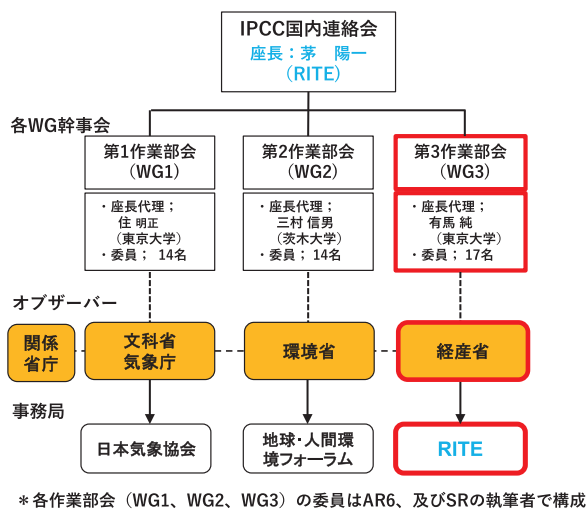 IPCC国内連絡会
座長：茅　陽一
（RITE）
各WG幹事会
第1作業部会
（WG1）
第2作業部会
（WG2）
第3作業部会
（WG3）
・座長代理；
住 明正
（東京大学）
・委員； 14名
・座長代理；
三村 信男
（茨木大学）
・委員；14名
・座長代理；
有馬 純
（東京大学）
・委員；17名
オブザーバー
関係
省庁
文科省
気象庁
環境省
経産省
事務局
日本気象協会
地球・人間環
境フォーラム
RITE
＊各作業部会（WG1、WG2、WG3）の委員はAR6、及びSRの執筆者で構成